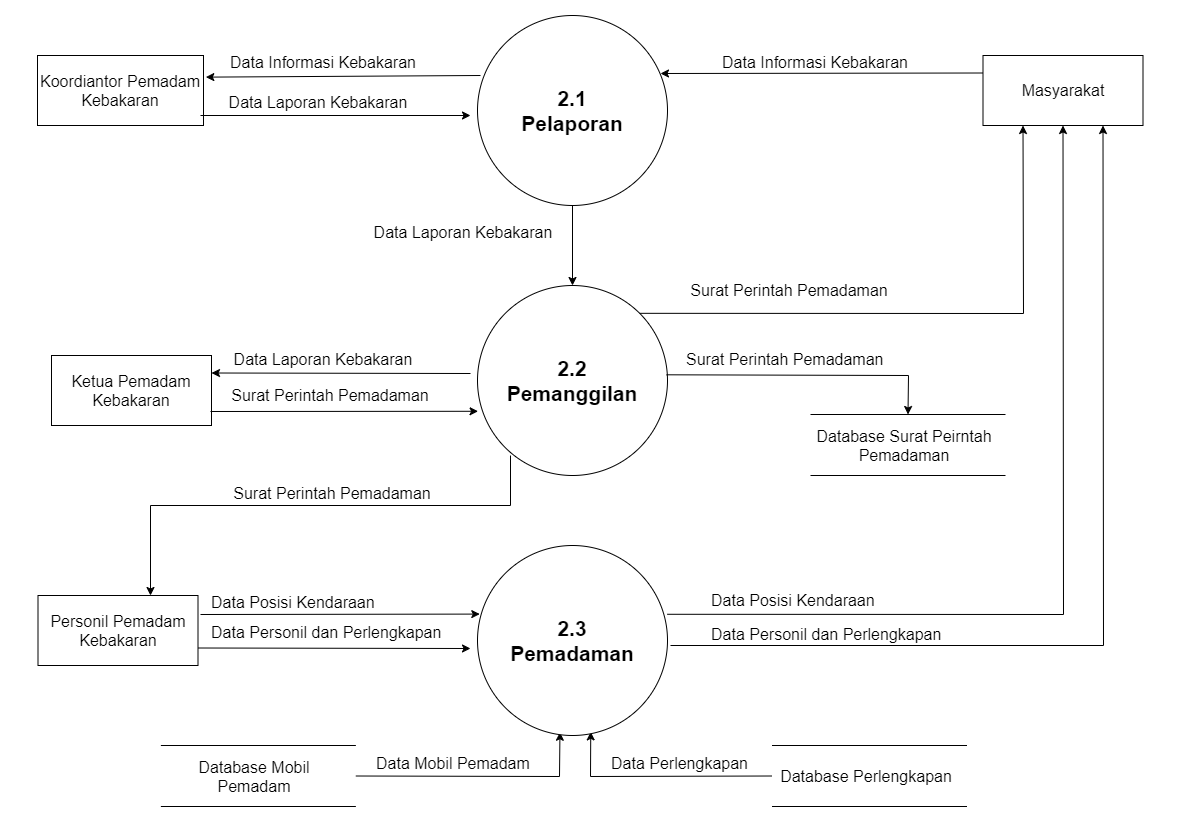 Data Informasi Kebakaran
Data Informasi Kebakaran
Koordiantor Pemadam
Kebakaran
2.1
Pelaporan
Masyarakat
Data Laporan Kebakaran
Data Laporan Kebakaran
Surat Perintah Pemadaman
Data Laporan Kebakaran
Surat Perintah Pemadaman
Ketua Pemadam
Kebakaran
2.2
Pemanggilan
Surat Perintah Pemadaman
Database Surat Peirntah
Pemadaman
Surat Perintah Pemadaman
Data Posisi Kendaraan
Data Posisi Kendaraan
Personil Pemadam
Kebakaran
2.3
Pemadaman
Data Personil dan Perlengkapan
Data Personil dan Perlengkapan
Database Mobil
Pemadam
Data Mobil Pemadam
Data Perlengkapan
Database Perlengkapan